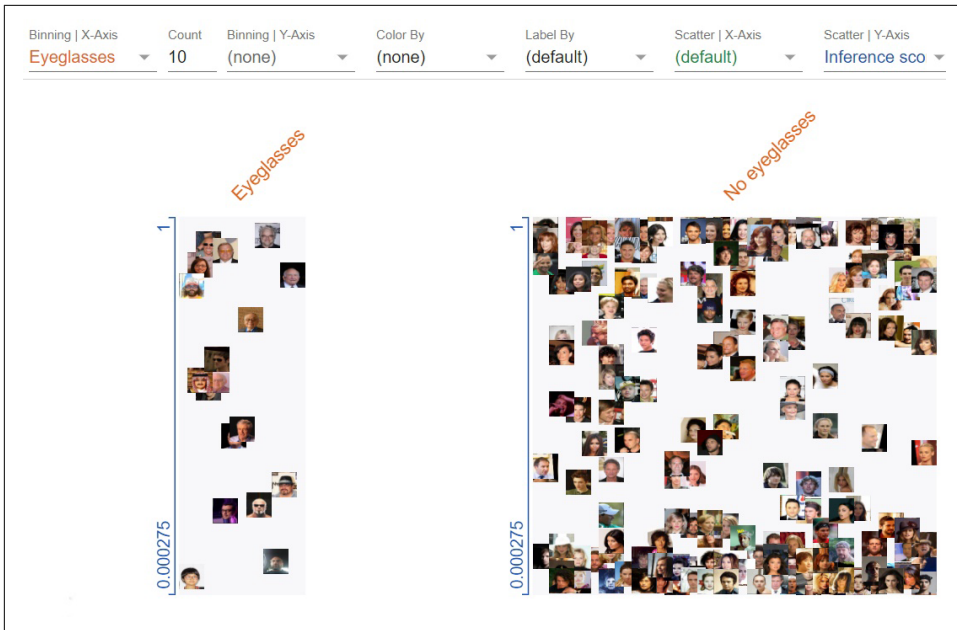 Binning | X-Axis Count Binning | Y-Axis Color By Label By Scatter | X-Axis Scatter | Y-Axis
Eyeglasses 10 (none) (none) (default) (default) Inference sco
Eyeglasses No eyeglasses
1 1
0.000275 0.000275